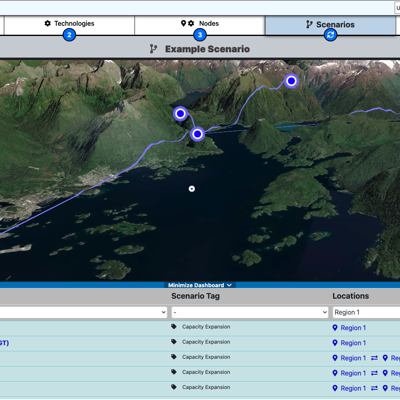 Technologies
Nodes
Scenarios
2
3
Example Scenario
Minimize Dashboard
Scenario Tag
Locations
-
Region 1
Capacity Expansion
Region 1
Capacity Expansion
Region 1
Capacity Expansion
Region 1
Capacity Expansion
Region 1
Capacity Expansion
Region 1